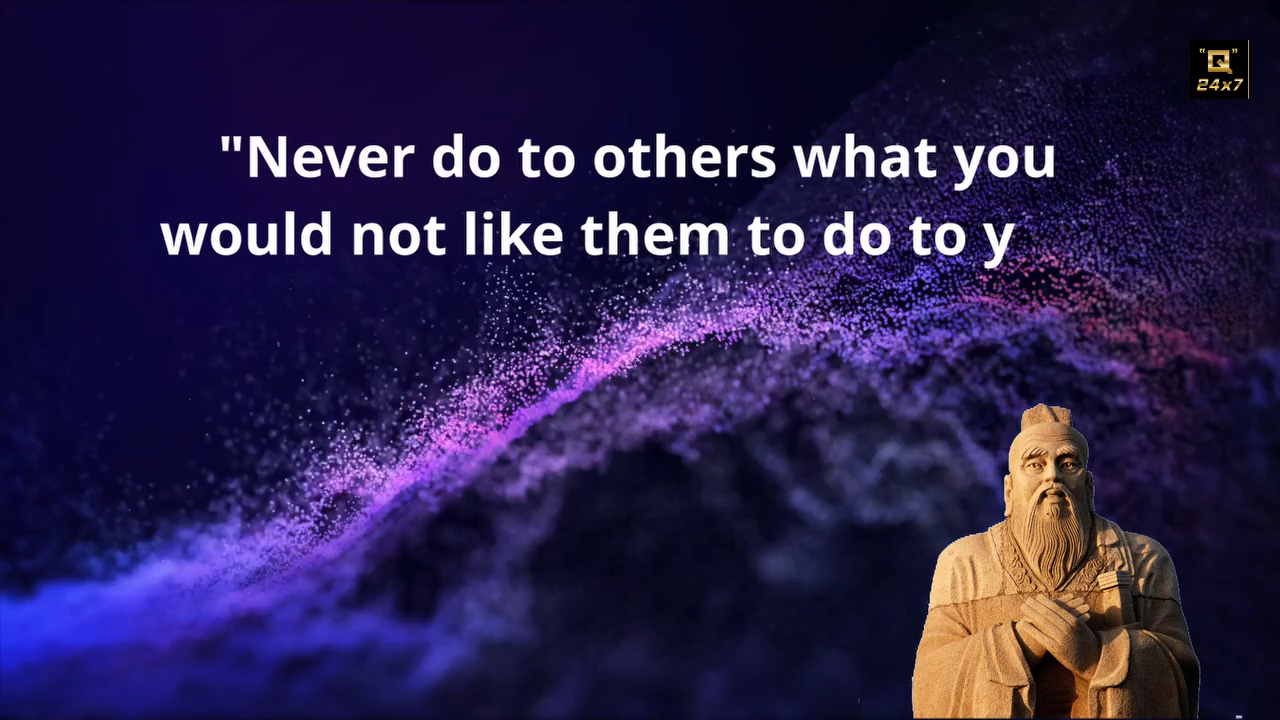 "Never do to others what you
would not like them to do to y
"Q"
24x7